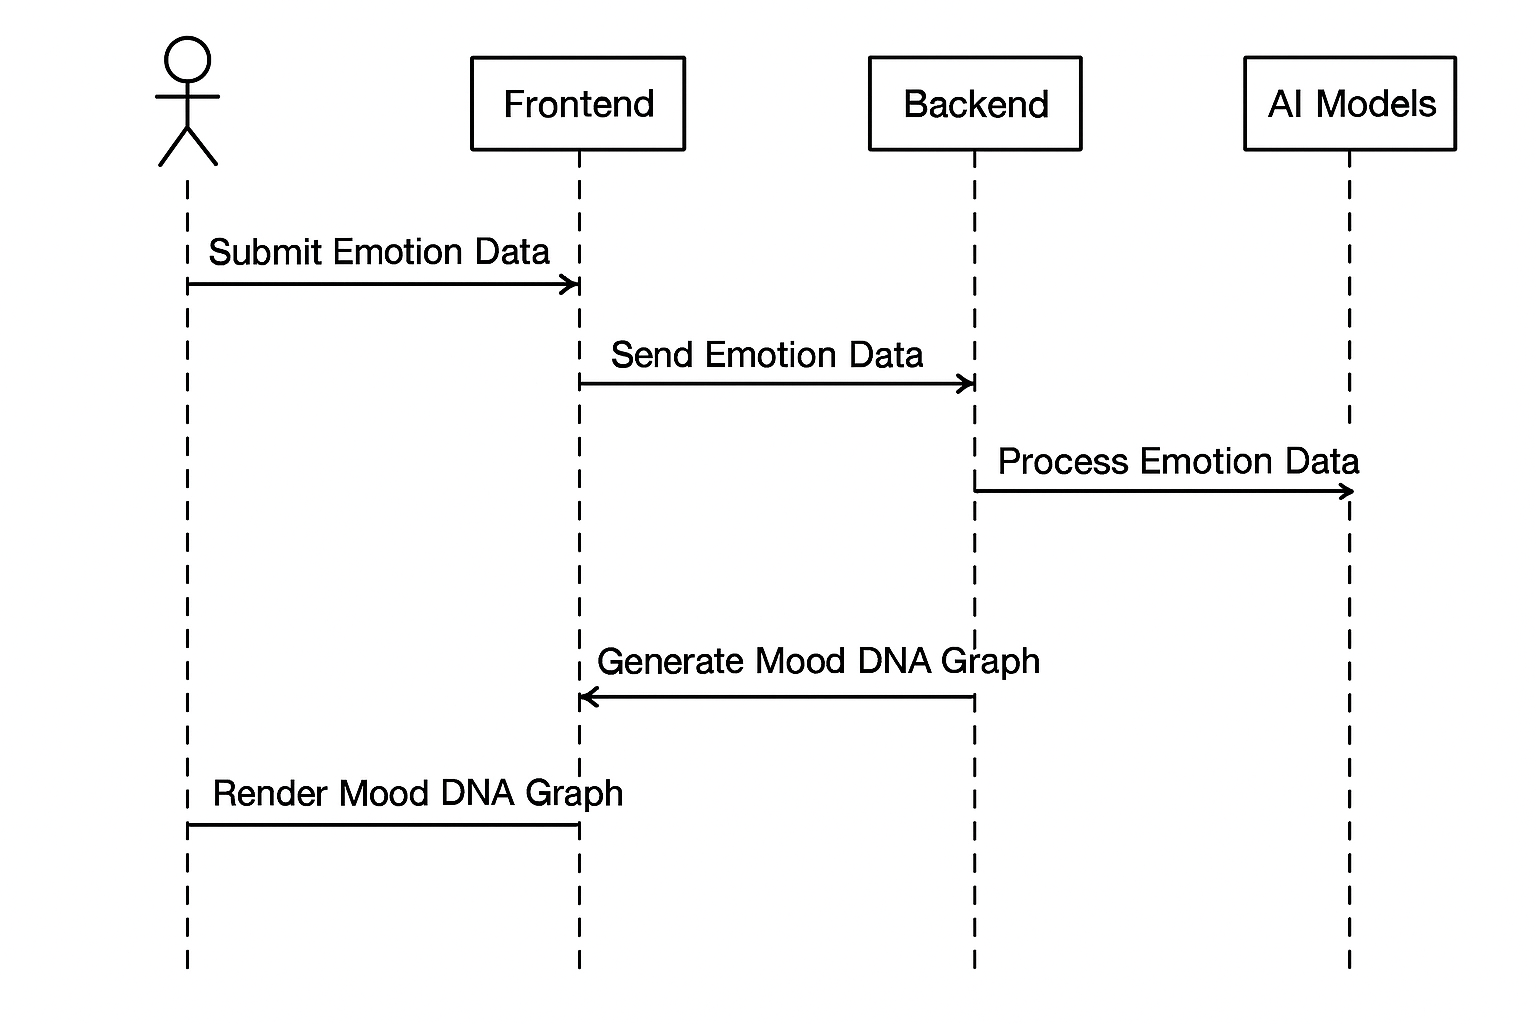 Frontend
Backend
AI Models
Submit Emotion Data
Send Emotion Data
Process Emotion Data
Generate Mood DNA Graph
Render Mood DNA Graph